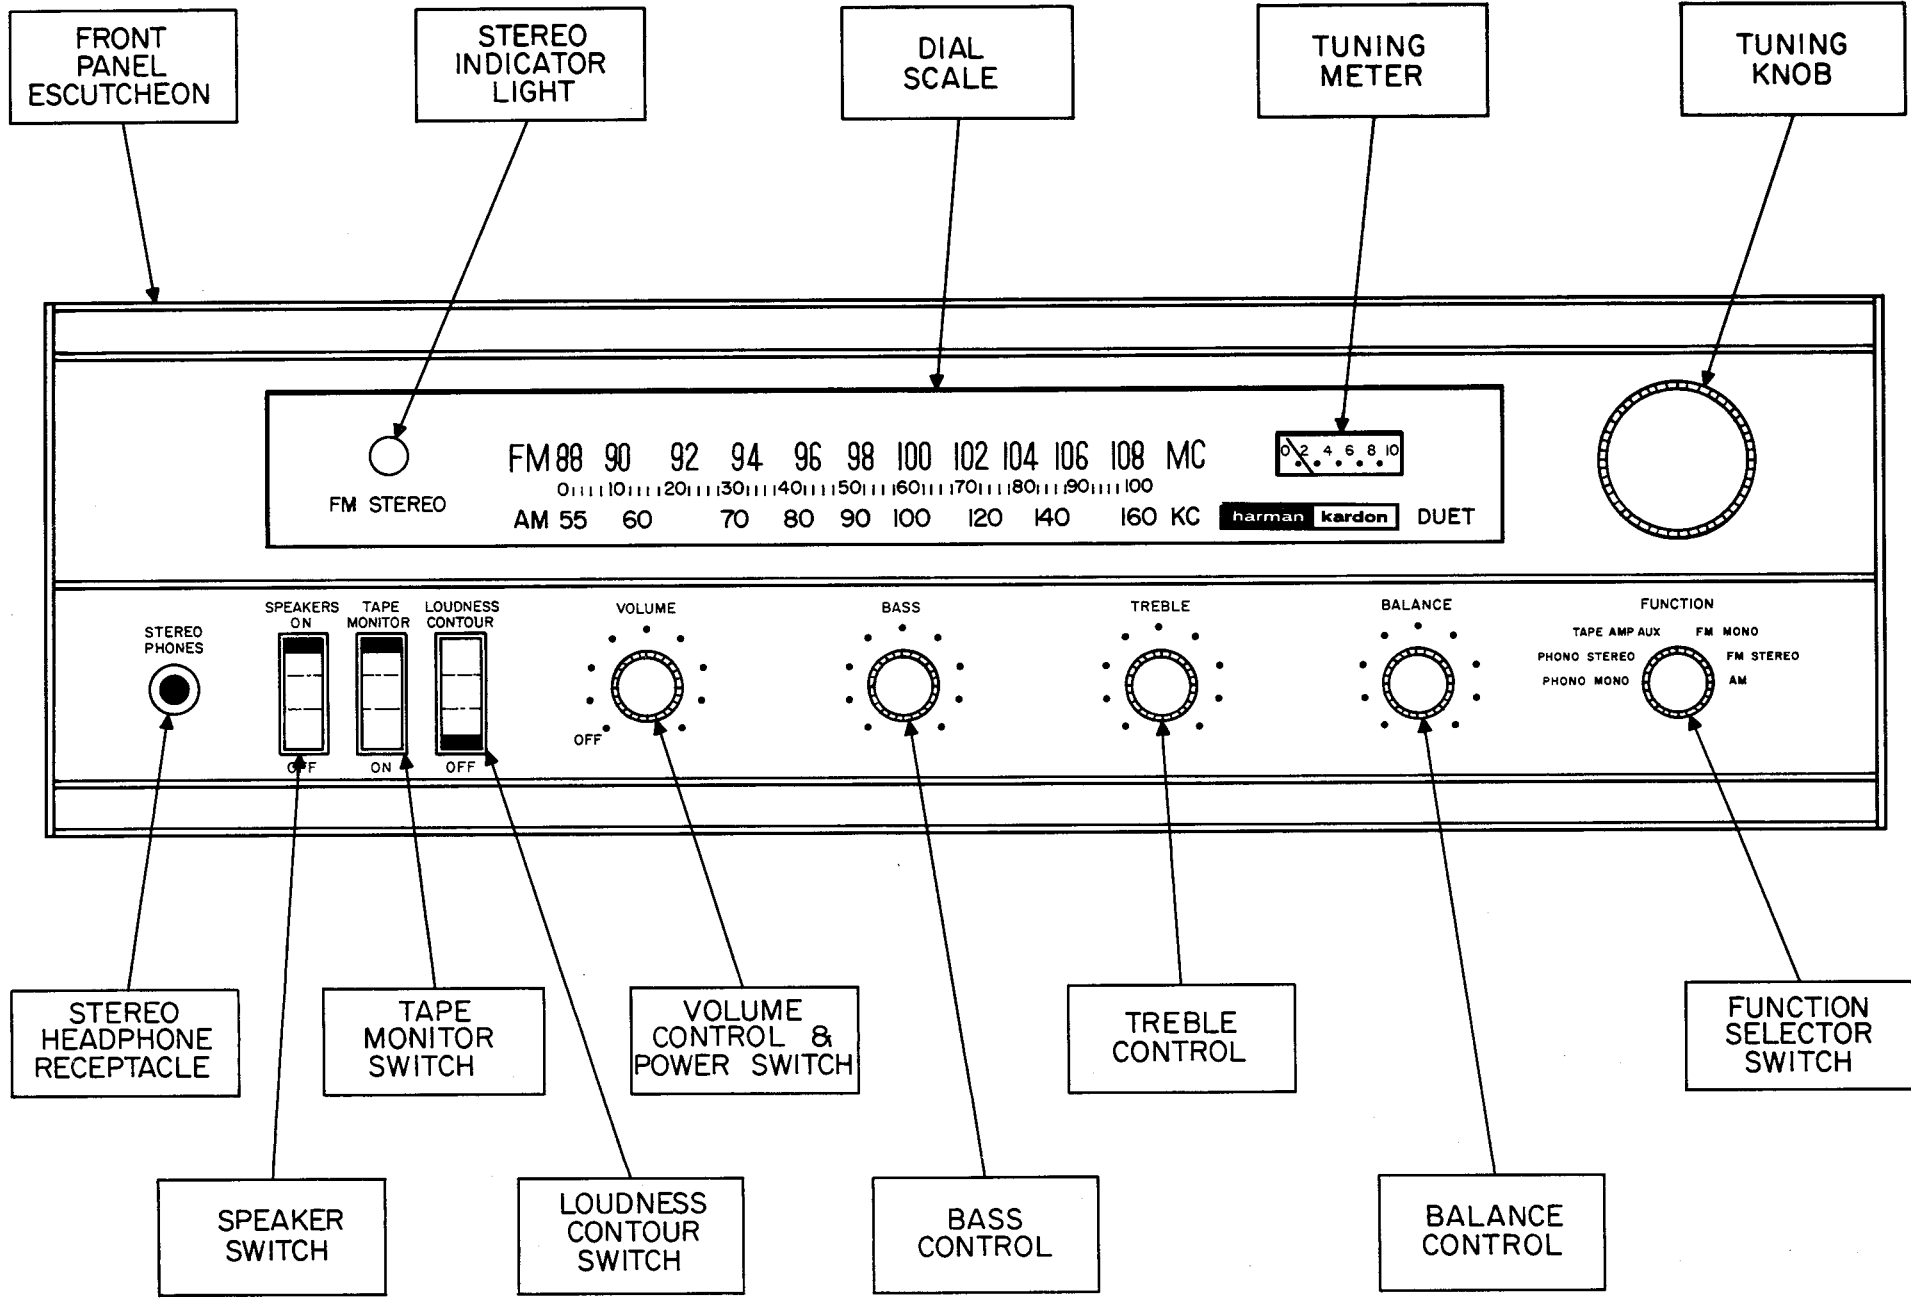 FRONT
PANEL
ESCUTCHEON
STEREO
INDICATOR
LIGHT
DIAL
SCALE
TUNING
METER
TUNING
KNOB
FM 88 90 92 94 96 98 100 102 104 106 108 MC
0 10 20 30 40 50 60 70 80 90 100
AM 55 60 70 80 90 100 120 140 160 KC
FM STEREO
0 2 4 6 8 10
harman kardon DUET
STEREO
PHONES
SPEAKERS
ON
OFF
TAPE
MONITOR
ON
LOUDNESS
CONTOUR
OFF
VOLUME
OFF
BASS
TREBLE
BALANCE
FUNCTION
TAPE AMP AUX FM MONO
PHONO STEREO FM STEREO
PHONO MONO AM
STEREO
HEADPHONE
RECEPTACLE
TAPE
MONITOR
SWITCH
VOLUME
CONTROL &
POWER SWITCH
TREBLE
CONTROL
FUNCTION
SELECTOR
SWITCH
SPEAKER
SWITCH
LOUDNESS
CONTOUR
SWITCH
BASS
CONTROL
BALANCE
CONTROL